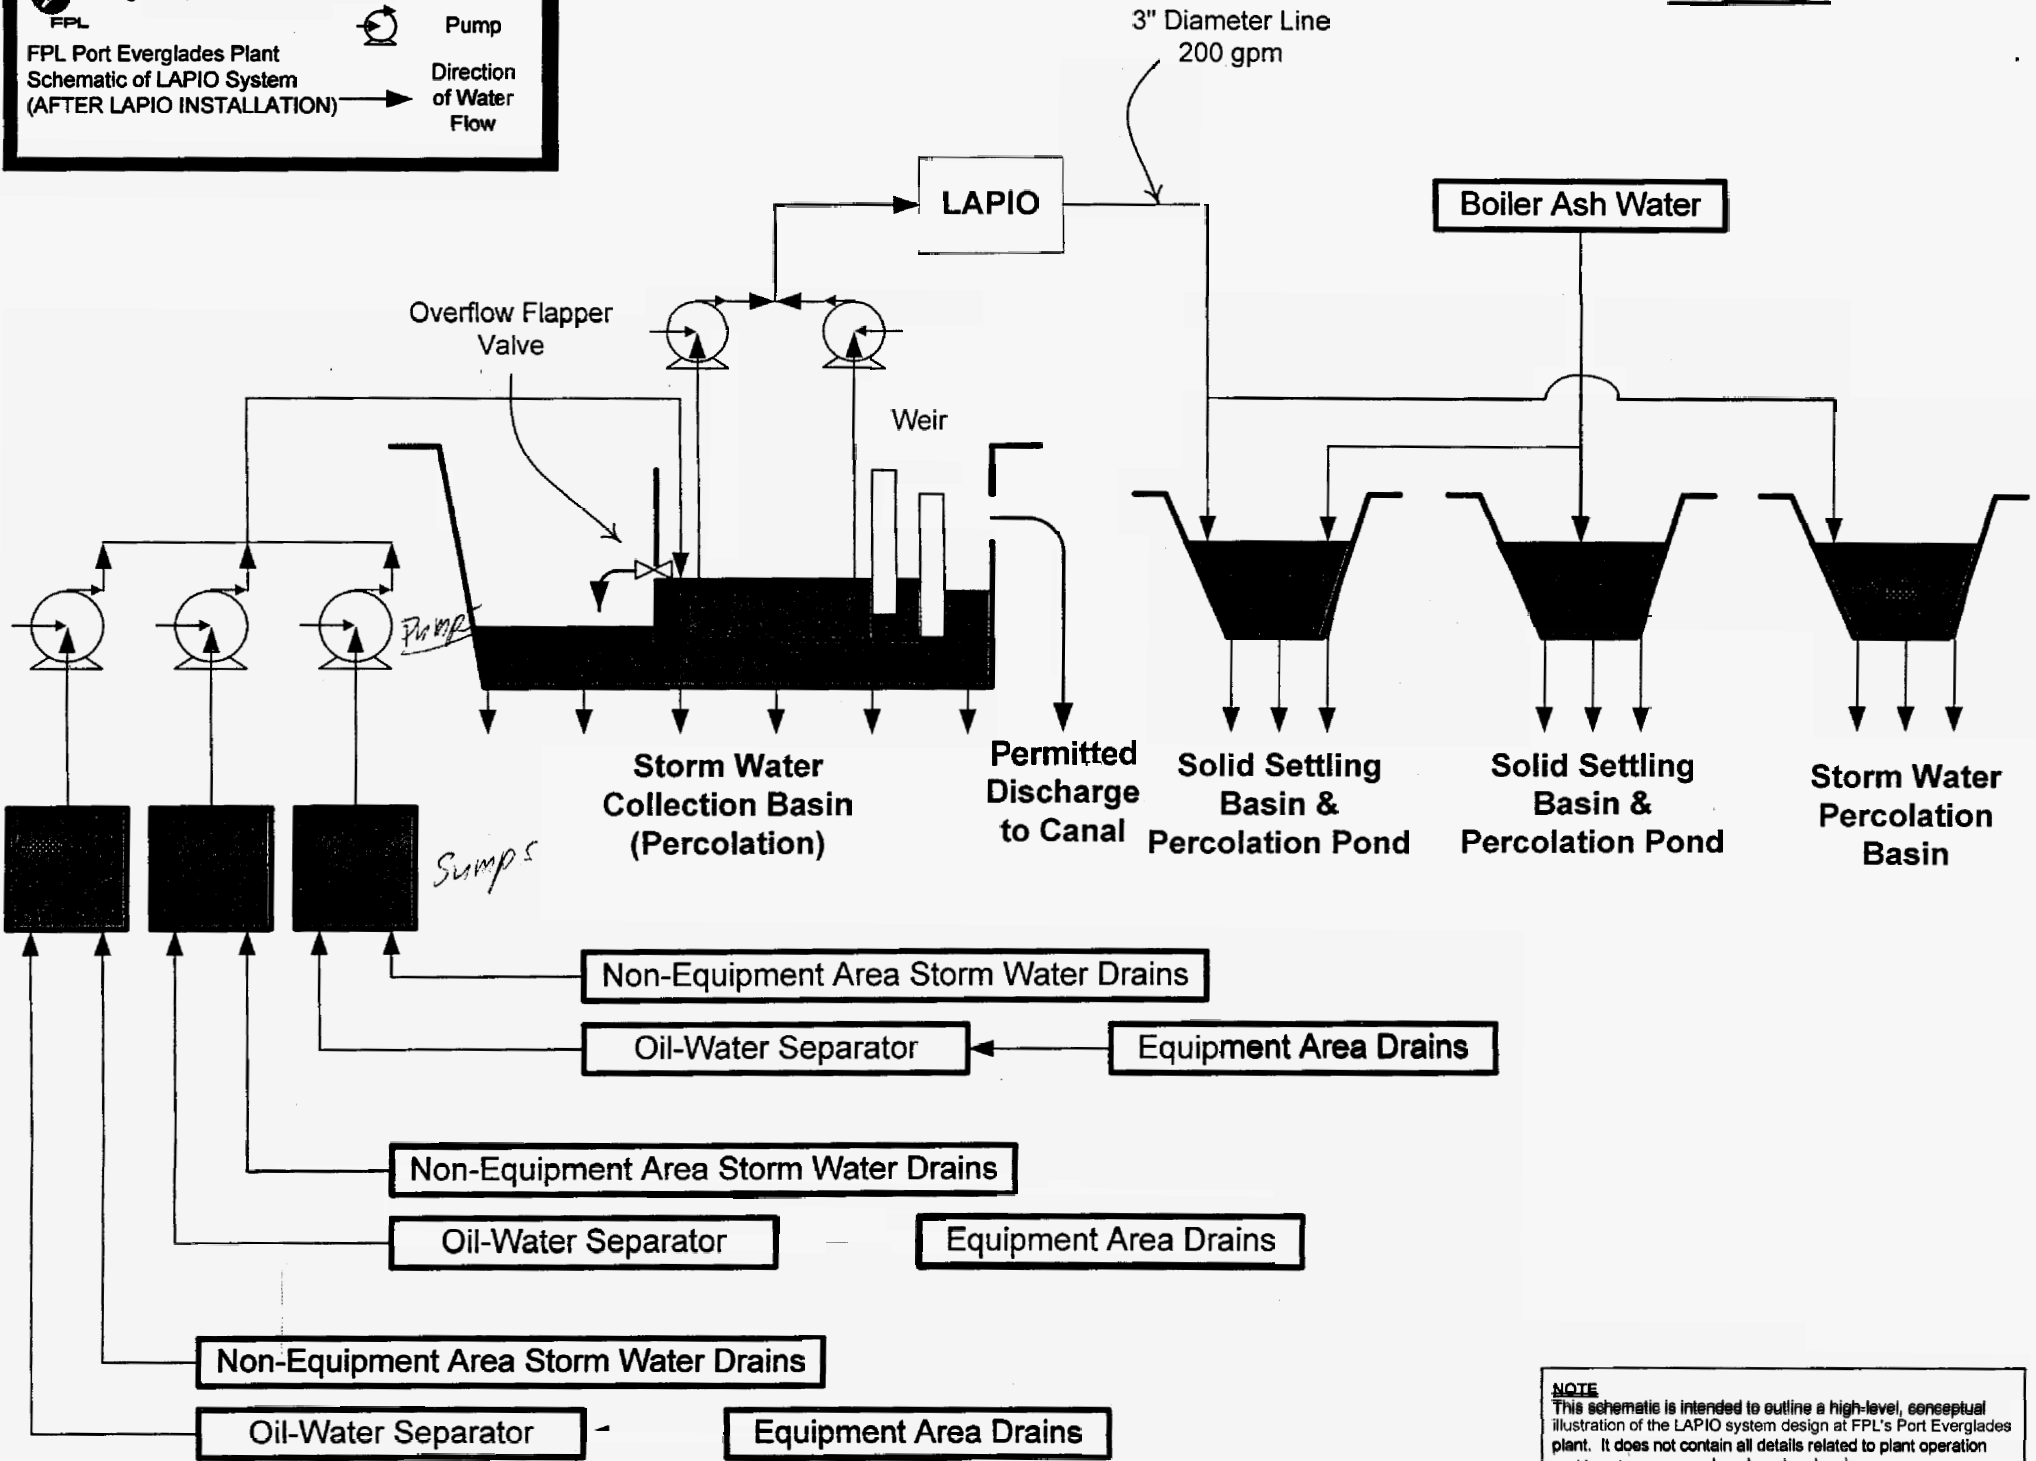 FPL
FPL Port Everglades Plant
Schematic of LAPIO System
(AFTER LAPIO INSTALLATION)
Pump
Direction
of Water
Flow
3" Diameter Line
200 gpm
LAPIO
Boiler Ash Water
Overflow Flapper
Valve
Weir
Pumps
Storm Water
Collection Basin
(Percolation)
Permitted
Discharge
to Canal
Solid Settling
Basin &
Percolation Pond
Solid Settling
Basin &
Percolation Pond
Storm Water
Percolation
Basin
Sumps
Non-Equipment Area Storm Water Drains
Oil-Water Separator
Equipment Area Drains
Non-Equipment Area Storm Water Drains
Oil-Water Separator
Equipment Area Drains
Non-Equipment Area Storm Water Drains
Oil-Water Separator
Equipment Area Drains
NOTE
This schematic is intended to outline a high-level, conceptual
illustration of the LAPIO system design at FPL's Port Everglades
plant. It does not contain all details related to plant operation